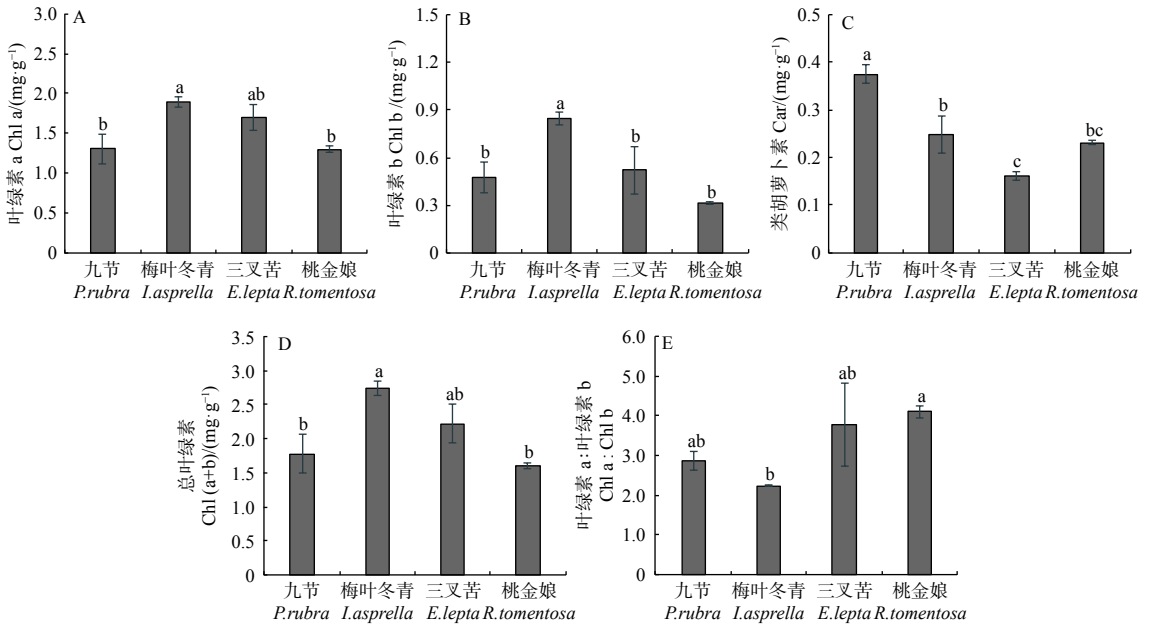 A
叶绿素 a Chl a/(mg·g⁻¹)
3.0
2.5
2.0
1.5
1.0
0.5
0
b
a
ab
b
九节
梅叶冬青
三叉苦
桃金娘
P.rubra
I.asprella
E.lepta
R.tomentosa
B
叶绿素 b Chl b /(mg·g⁻¹)
1.5
1.2
0.9
0.6
0.3
0
b
a
b
b
九节
梅叶冬青
三叉苦
桃金娘
P.rubra
I.asprella
E.lepta
R.tomentosa
C
类胡萝卜素 Car/(mg·g⁻¹)
0.5
0.4
0.3
0.2
0.1
0
a
b
c
bc
九节
梅叶冬青
三叉苦
桃金娘
P.rubra
I.asprella
E.lepta
R.tomentosa
D
总叶绿素
Chl (a+b)/(mg·g⁻¹)
3.5
3.0
2.5
2.0
1.5
1.0
0.5
0
b
a
ab
b
九节
梅叶冬青
三叉苦
桃金娘
P.rubra
I.asprella
E.lepta
R.tomentosa
E
叶绿素 a∶叶绿素 b
Chl a : Chl b
6.0
5.0
4.0
3.0
2.0
1.0
0
ab
b
ab
a
九节
梅叶冬青
三叉苦
桃金娘
P.rubra
I.asprella
E.lepta
R.tomentosa